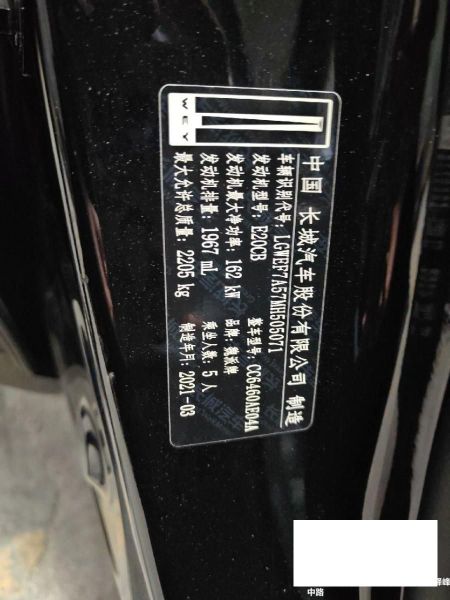 WEY
中国 长城汽车股份有限公司 制造
车辆识别代号: LGWEF7A57MH505071
发动机型号: E20CB 整车型号: CC6460AE04A
发动机最大净功率: 162 kW 品牌: 魏派牌
发动机排量: 1967 ml 乘坐人数: 5 人
最大允许总质量: 2205 kg 制造年月: 2021-03
中路